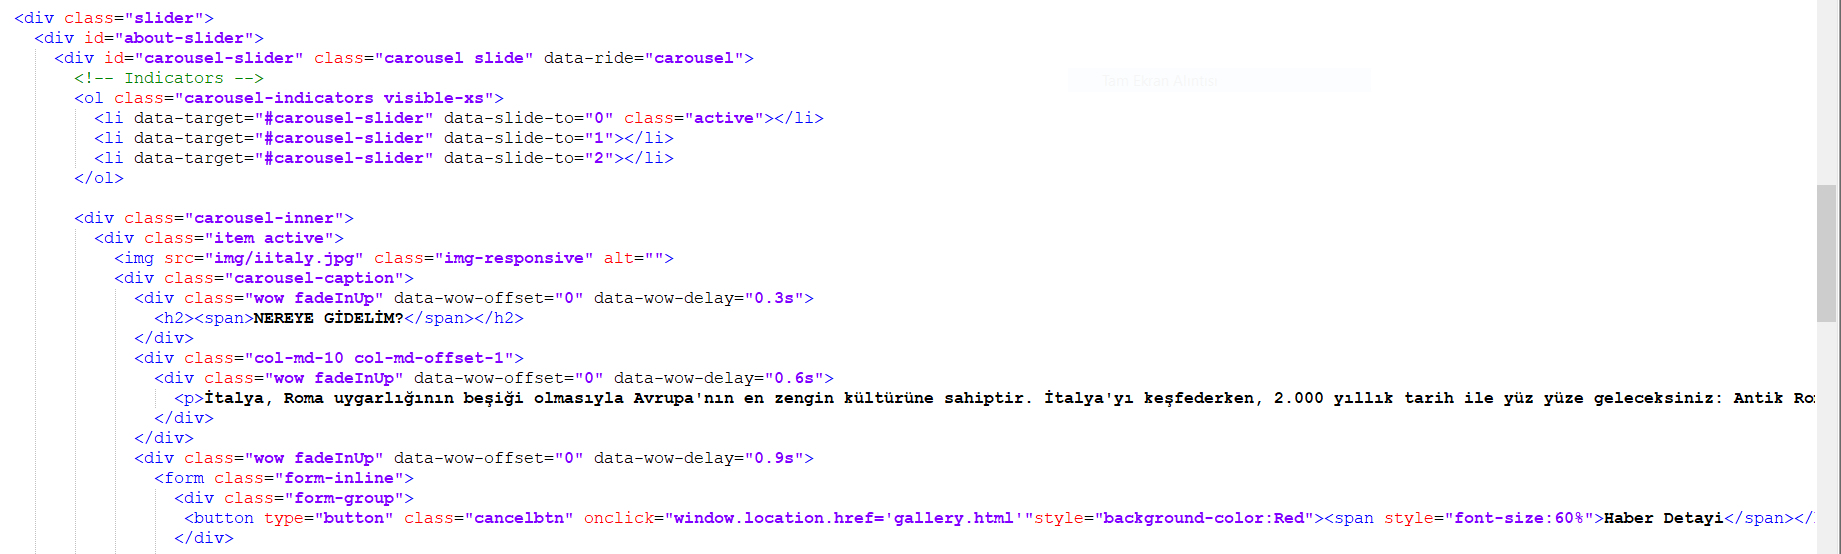 <div class="slider">
<div id="about-slider">
<div id="carousel-slider" class="carousel slide" data-ride="carousel">
<!-- Indicators -->
<ol class="carousel-indicators visible-xs">
<li data-target="#carousel-slider" data-slide-to="0" class="active"></li>
<li data-target="#carousel-slider" data-slide-to="1"></li>
<li data-target="#carousel-slider" data-slide-to="2"></li>
</ol>
<div class="carousel-inner">
<div class="item active">
<img src="img/iitaly.jpg" class="img-responsive" alt="">
<div class="carousel-caption">
<div class="wow fadeInUp" data-wow-offset="0" data-wow-delay="0.3s">
<h2><span>NEREYE GİDELİM?</span></h2>
</div>
<div class="col-md-10 col-md-offset-1">
<div class="wow fadeInUp" data-wow-offset="0" data-wow-delay="0.6s">
<p>İtalya, Roma uygarlığının beşiği olmasıyla Avrupa'nın en zengin kültürüne sahiptir. İtalya'yı keşfederken, 2.000 yıllık tarih ile yüz yüze geleceksiniz: Antik Ro
</div>
</div>
<div class="wow fadeInUp" data-wow-offset="0" data-wow-delay="0.9s">
<form class="form-inline">
<div class="form-group">
<button type="button" class="cancelbtn" onclick="window.location.href='gallery.html'"style="background-color:Red"><span style="font-size:60%">Haber Detayi</span></
</div>